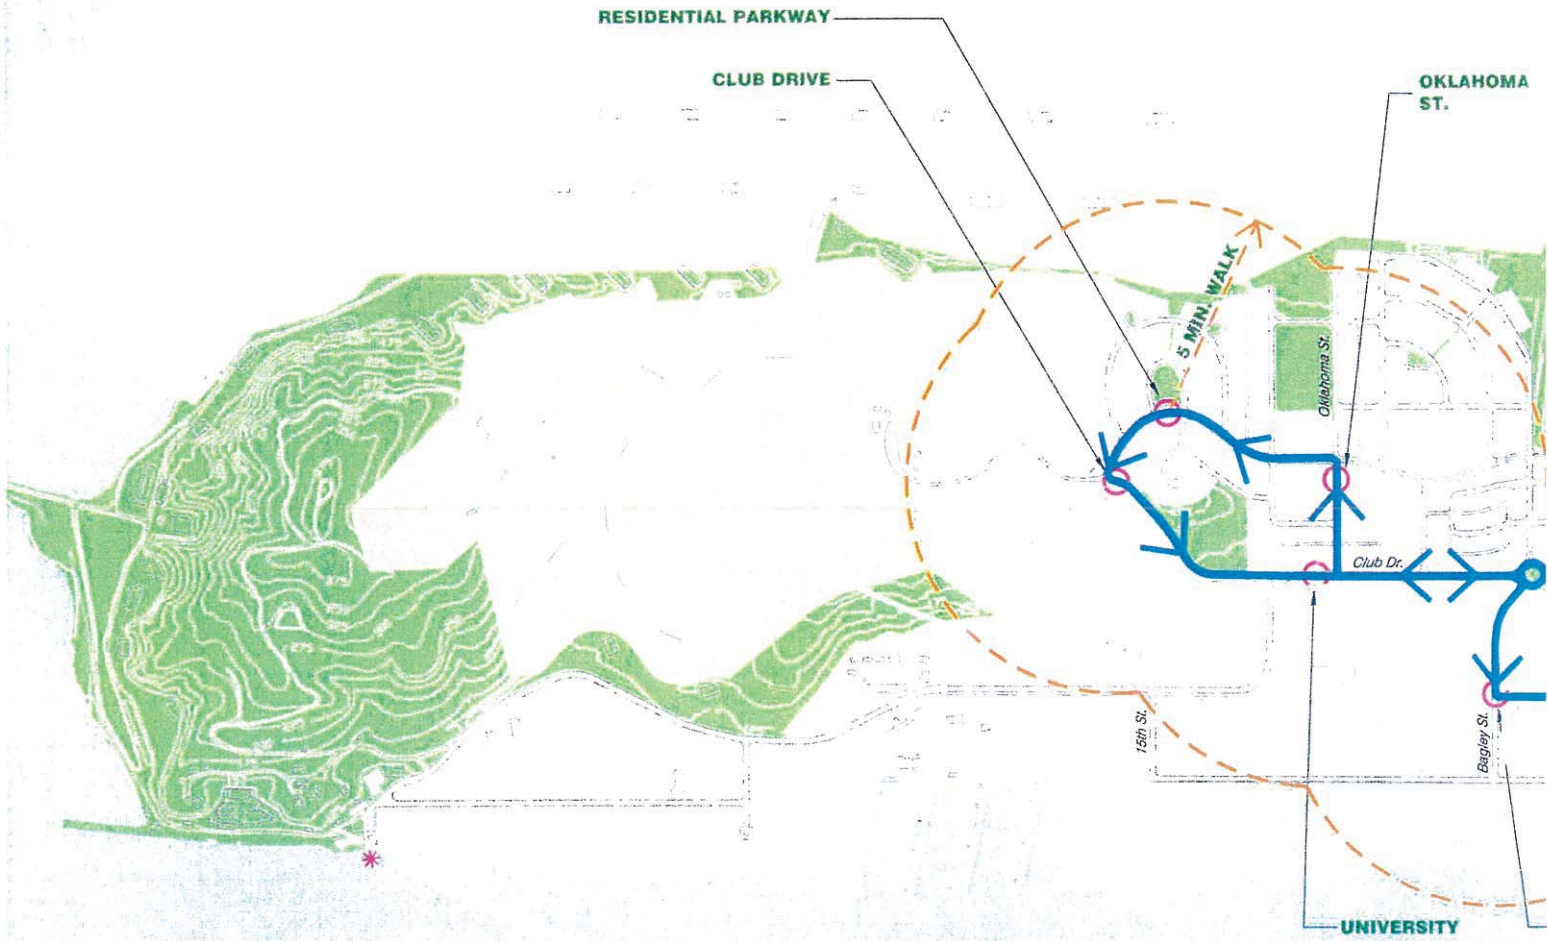 RESIDENTIAL PARKWAY
CLUB DRIVE
OKLAHOMA
ST.
5 MIN. WALK
Oklahoma St.
Club Dr.
15th St.
Bagley St.
UNIVERSITY